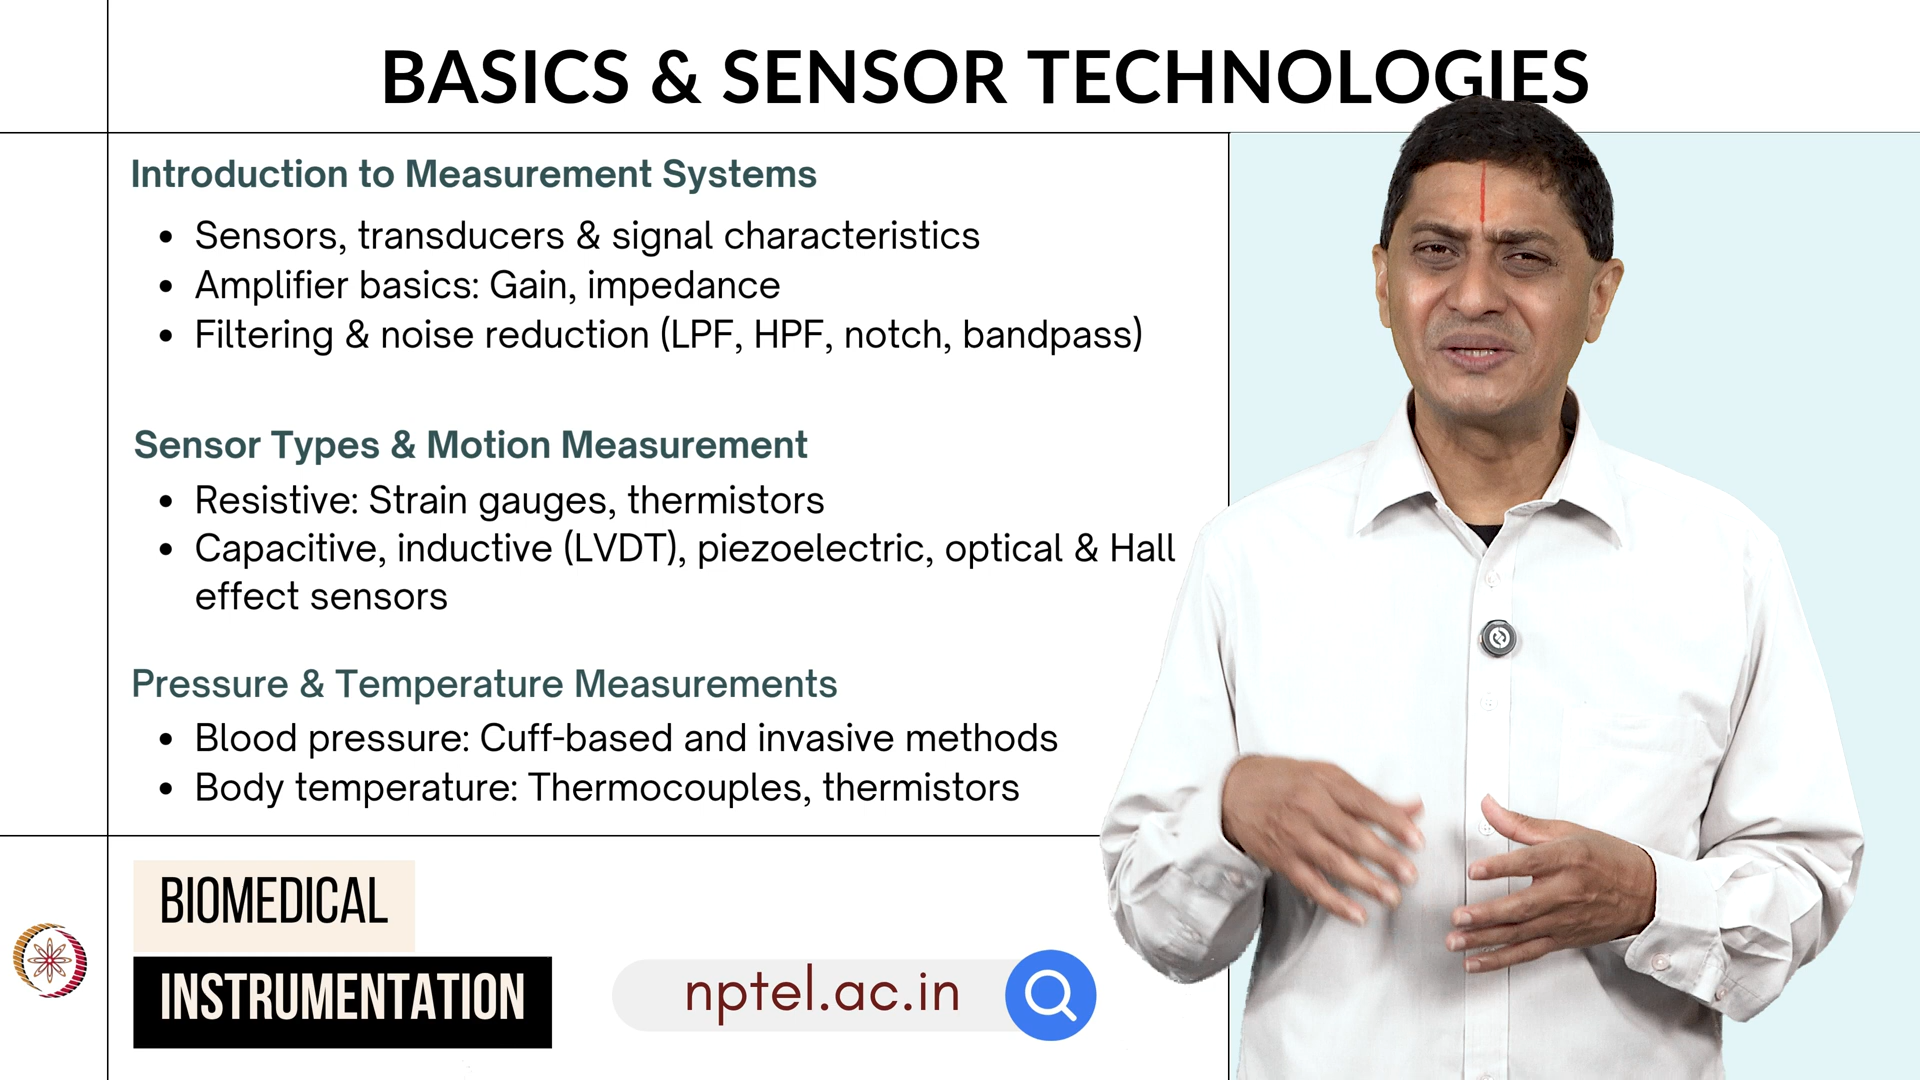 BASICS & SENSOR TECHNOLOGIES
Introduction to Measurement Systems
• Sensors, transducers & signal characteristics
• Amplifier basics: Gain, impedance
• Filtering & noise reduction (LPF, HPF, notch, bandpass)
Sensor Types & Motion Measurement
• Resistive: Strain gauges, thermistors
• Capacitive, inductive (LVDT), piezoelectric, optical & Hall
effect sensors
Pressure & Temperature Measurements
• Blood pressure: Cuff-based and invasive methods
• Body temperature: Thermocouples, thermistors
BIOMEDICAL
INSTRUMENTATION
nptel.ac.in